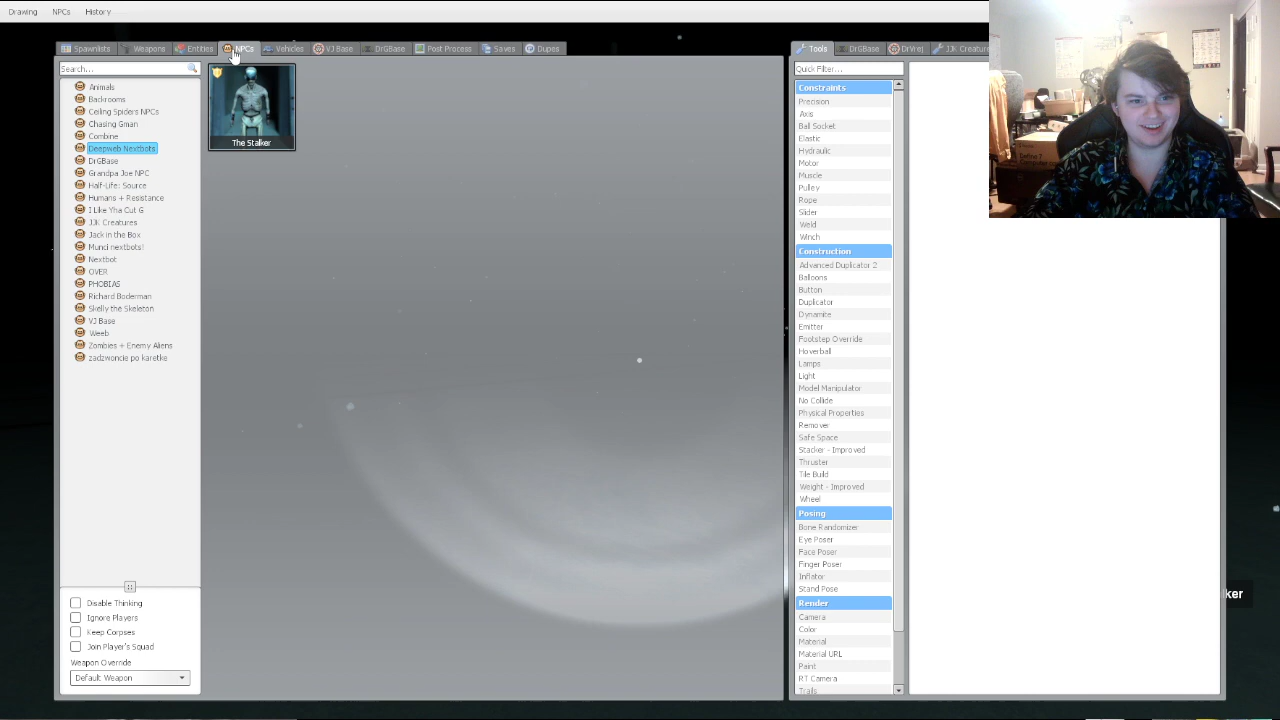 Drawing NPCs History
Spawnlists Weapons Entities NPCs Vehicles VJ Base DrGBase Post Process Saves Dupes
Search...
Animals
Backrooms
Ceiling Spiders NPCs
Chasing Gman
Combine
Deepweb Nextbots
DrGBase
Grandpa Joe NPC
Half-Life: Source
Humans + Resistance
I Like Yha Cut G
JJK Creatures
Jack in the Box
Munci nextbots!
Nextbot
OVER
PHOBIAS
Richard Boderman
Skelly the Skeleton
VJ Base
Weeb
Zombies + Enemy Aliens
zadzwoncie po karetke
Disable Thinking
Ignore Players
Keep Corpses
Join Player's Squad
Weapon Override
Default Weapon
The Stalker
Tools DrGBase DrVrej JJK Creature
Quick Filter...
Constraints
Precision
Axis
Ball Socket
Elastic
Hydraulic
Motor
Muscle
Pulley
Rope
Slider
Weld
Winch
Construction
Advanced Duplicator 2
Balloons
Button
Duplicator
Dynamite
Emitter
Footstep Override
Hoverball
Lamps
Light
Model Manipulator
No Collide
Physical Properties
Remover
Safe Space
Stacker - Improved
Thruster
Tile Build
Weight - Improved
Wheel
Posing
Bone Randomizer
Eye Poser
Face Poser
Finger Poser
Inflator
Stand Pose
Render
Camera
Color
Material
Material URL
Paint
RT Camera
Trails
ker